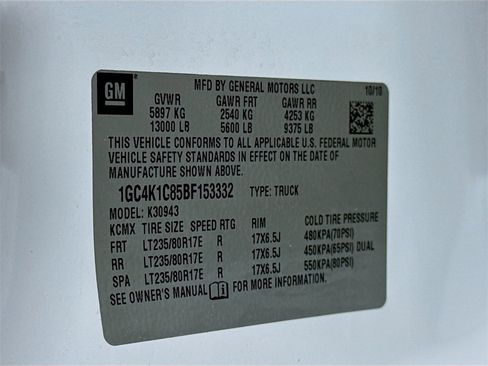 GM
MFD BY GENERAL MOTORS LLC 10/10
GVWR GAWR FRT GAWR RR
5897 KG 2540 KG 4253 KG
13000 LB 5600 LB 9375 LB
THIS VEHICLE CONFORMS TO ALL APPLICABLE U.S. FEDERAL MOTOR
VEHICLE SAFETY STANDARDS IN EFFECT ON THE DATE OF
MANUFACTURE SHOWN ABOVE.
1GC4K1C85BF153332 TYPE: TRUCK
MODEL: K30943
KCMX TIRE SIZE SPEED RTG RIM COLD TIRE PRESSURE
FRT LT235/80R17E R 17X6.5J 480KPA(70PSI)
RR LT235/80R17E R 17X6.5J 450KPA(65PSI) DUAL
SPA LT235/80R17E R 17X6.5J 550KPA(80PSI)
SEE OWNER'S MANUAL FOR MORE INFORMATION.